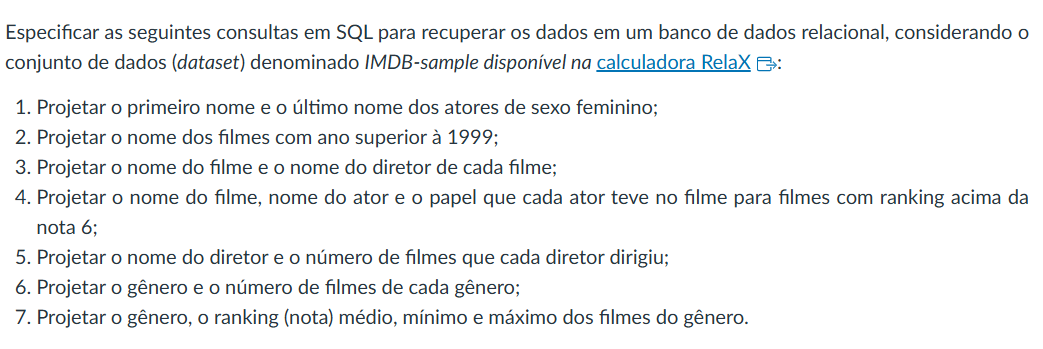 Especificar as seguintes consultas em SQL para recuperar os dados em um banco de dados relacional, considerando o
conjunto de dados (dataset) denominado IMDB-sample disponível na calculadora RelaX :
1. Projetar o primeiro nome e o último nome dos atores de sexo feminino;
2. Projetar o nome dos filmes com ano superior à 1999;
3. Projetar o nome do filme e o nome do diretor de cada filme;
4. Projetar o nome do filme, nome do ator e o papel que cada ator teve no filme para filmes com ranking acima da
nota 6;
5. Projetar o nome do diretor e o número de filmes que cada diretor dirigiu;
6. Projetar o gênero e o número de filmes de cada gênero;
7. Projetar o gênero, o ranking (nota) médio, mínimo e máximo dos filmes do gênero.